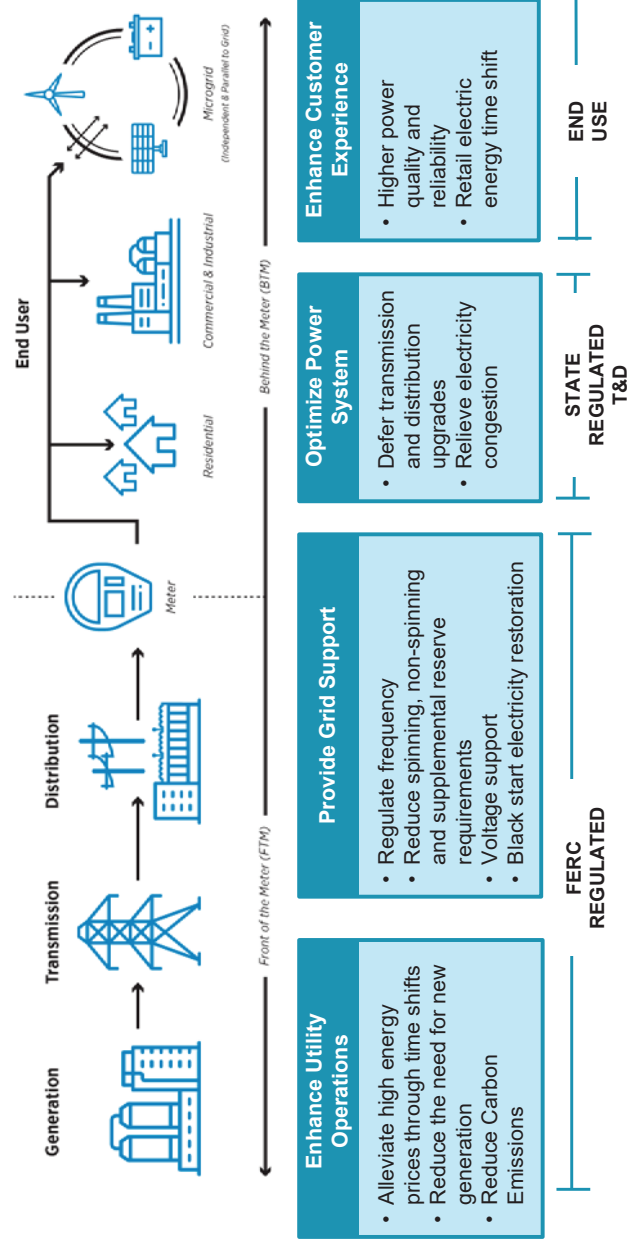 Generation
Transmission
Distribution
Meter
End User
Residential
Commercial & Industrial
Microgrid
(Independent & Parallel to Grid)
Front of the Meter (FTM)
Behind the Meter (BTM)
Enhance Utility
Operations
• Alleviate high energy
prices through time shifts
• Reduce the need for new
generation
• Reduce Carbon
Emissions
Provide Grid Support
• Regulate frequency
• Reduce spinning, non-spinning
and supplemental reserve
requirements
• Voltage support
• Black start electricity restoration
Optimize Power
System
• Defer transmission
and distribution
upgrades
• Relieve electricity
congestion
Enhance Customer
Experience
• Higher power
quality and
reliability
• Retail electric
energy time shift
FERC
REGULATED
STATE
REGULATED
T&D
END
USE